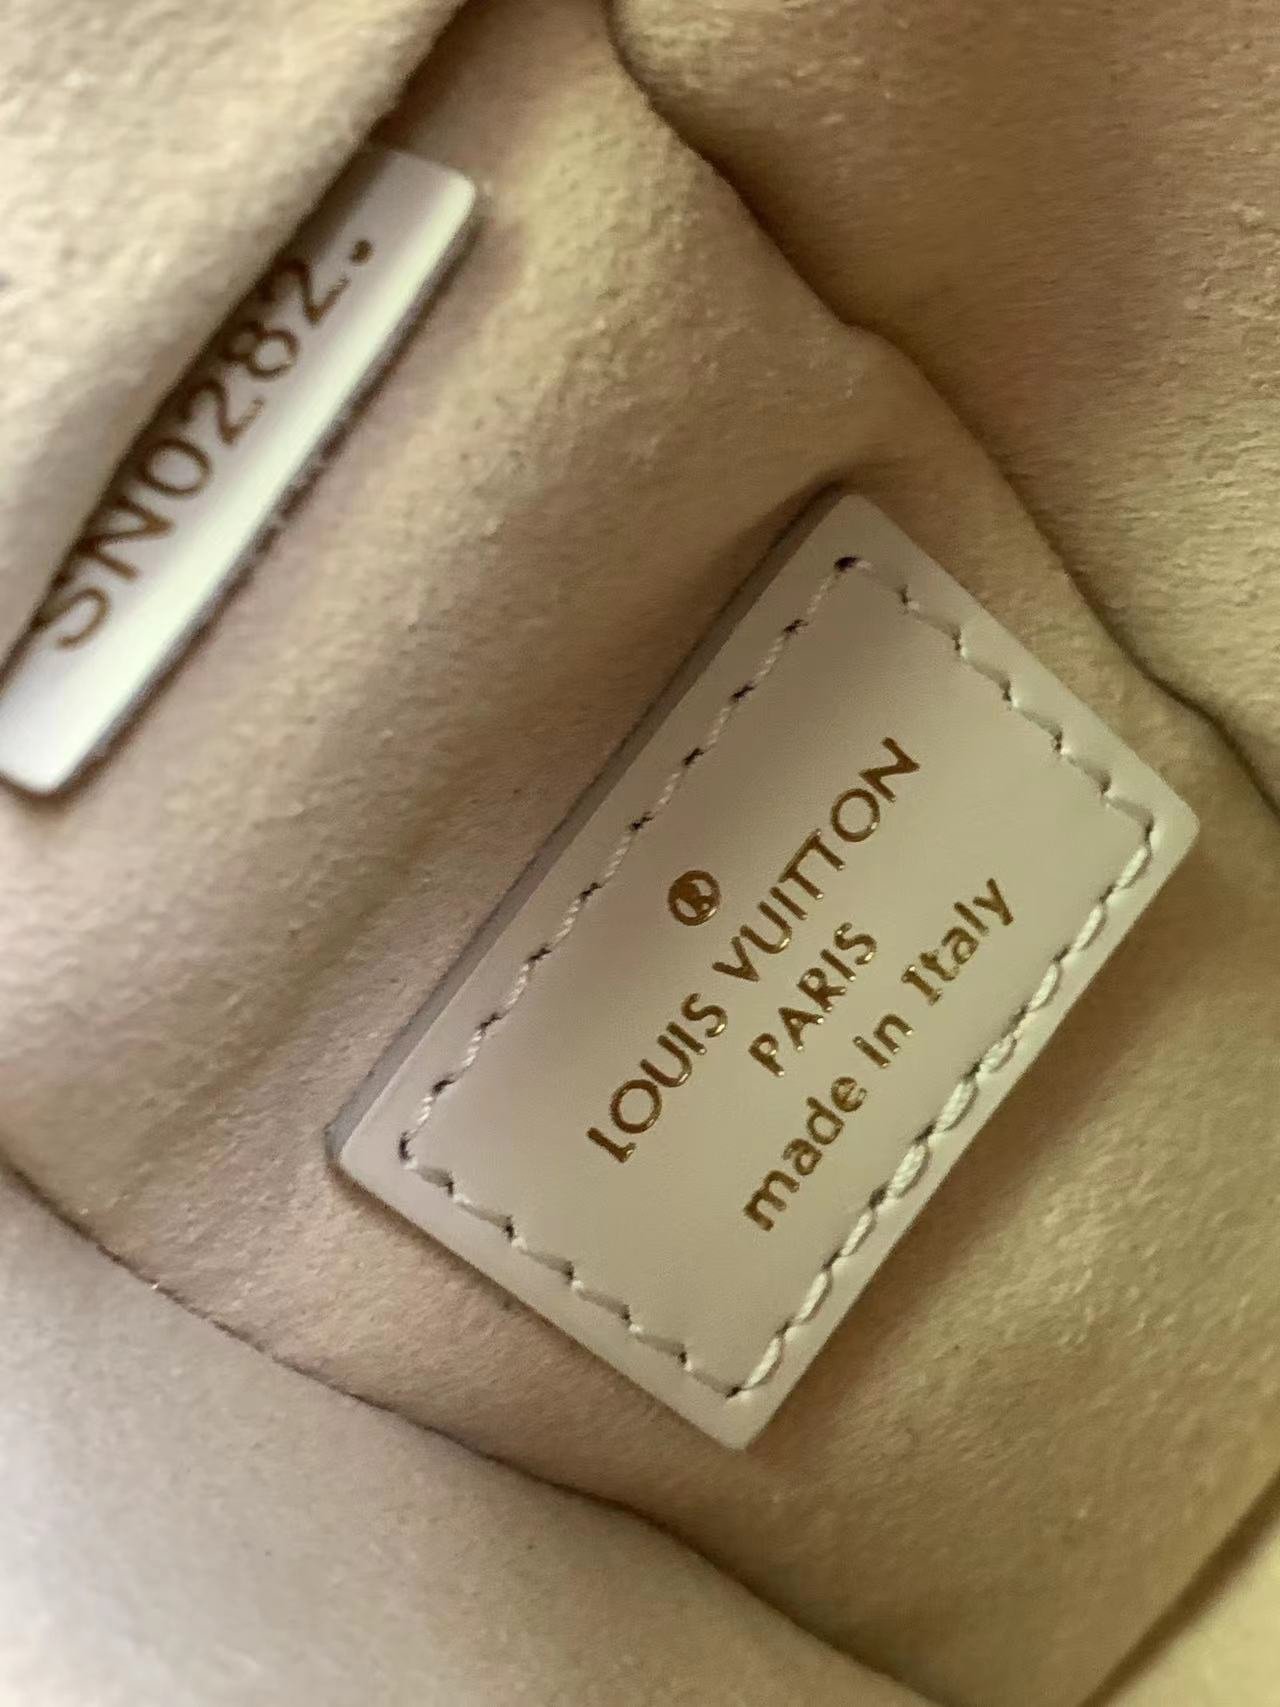 SN0282.
®
LOUIS VUITTON
PARIS
made in Italy